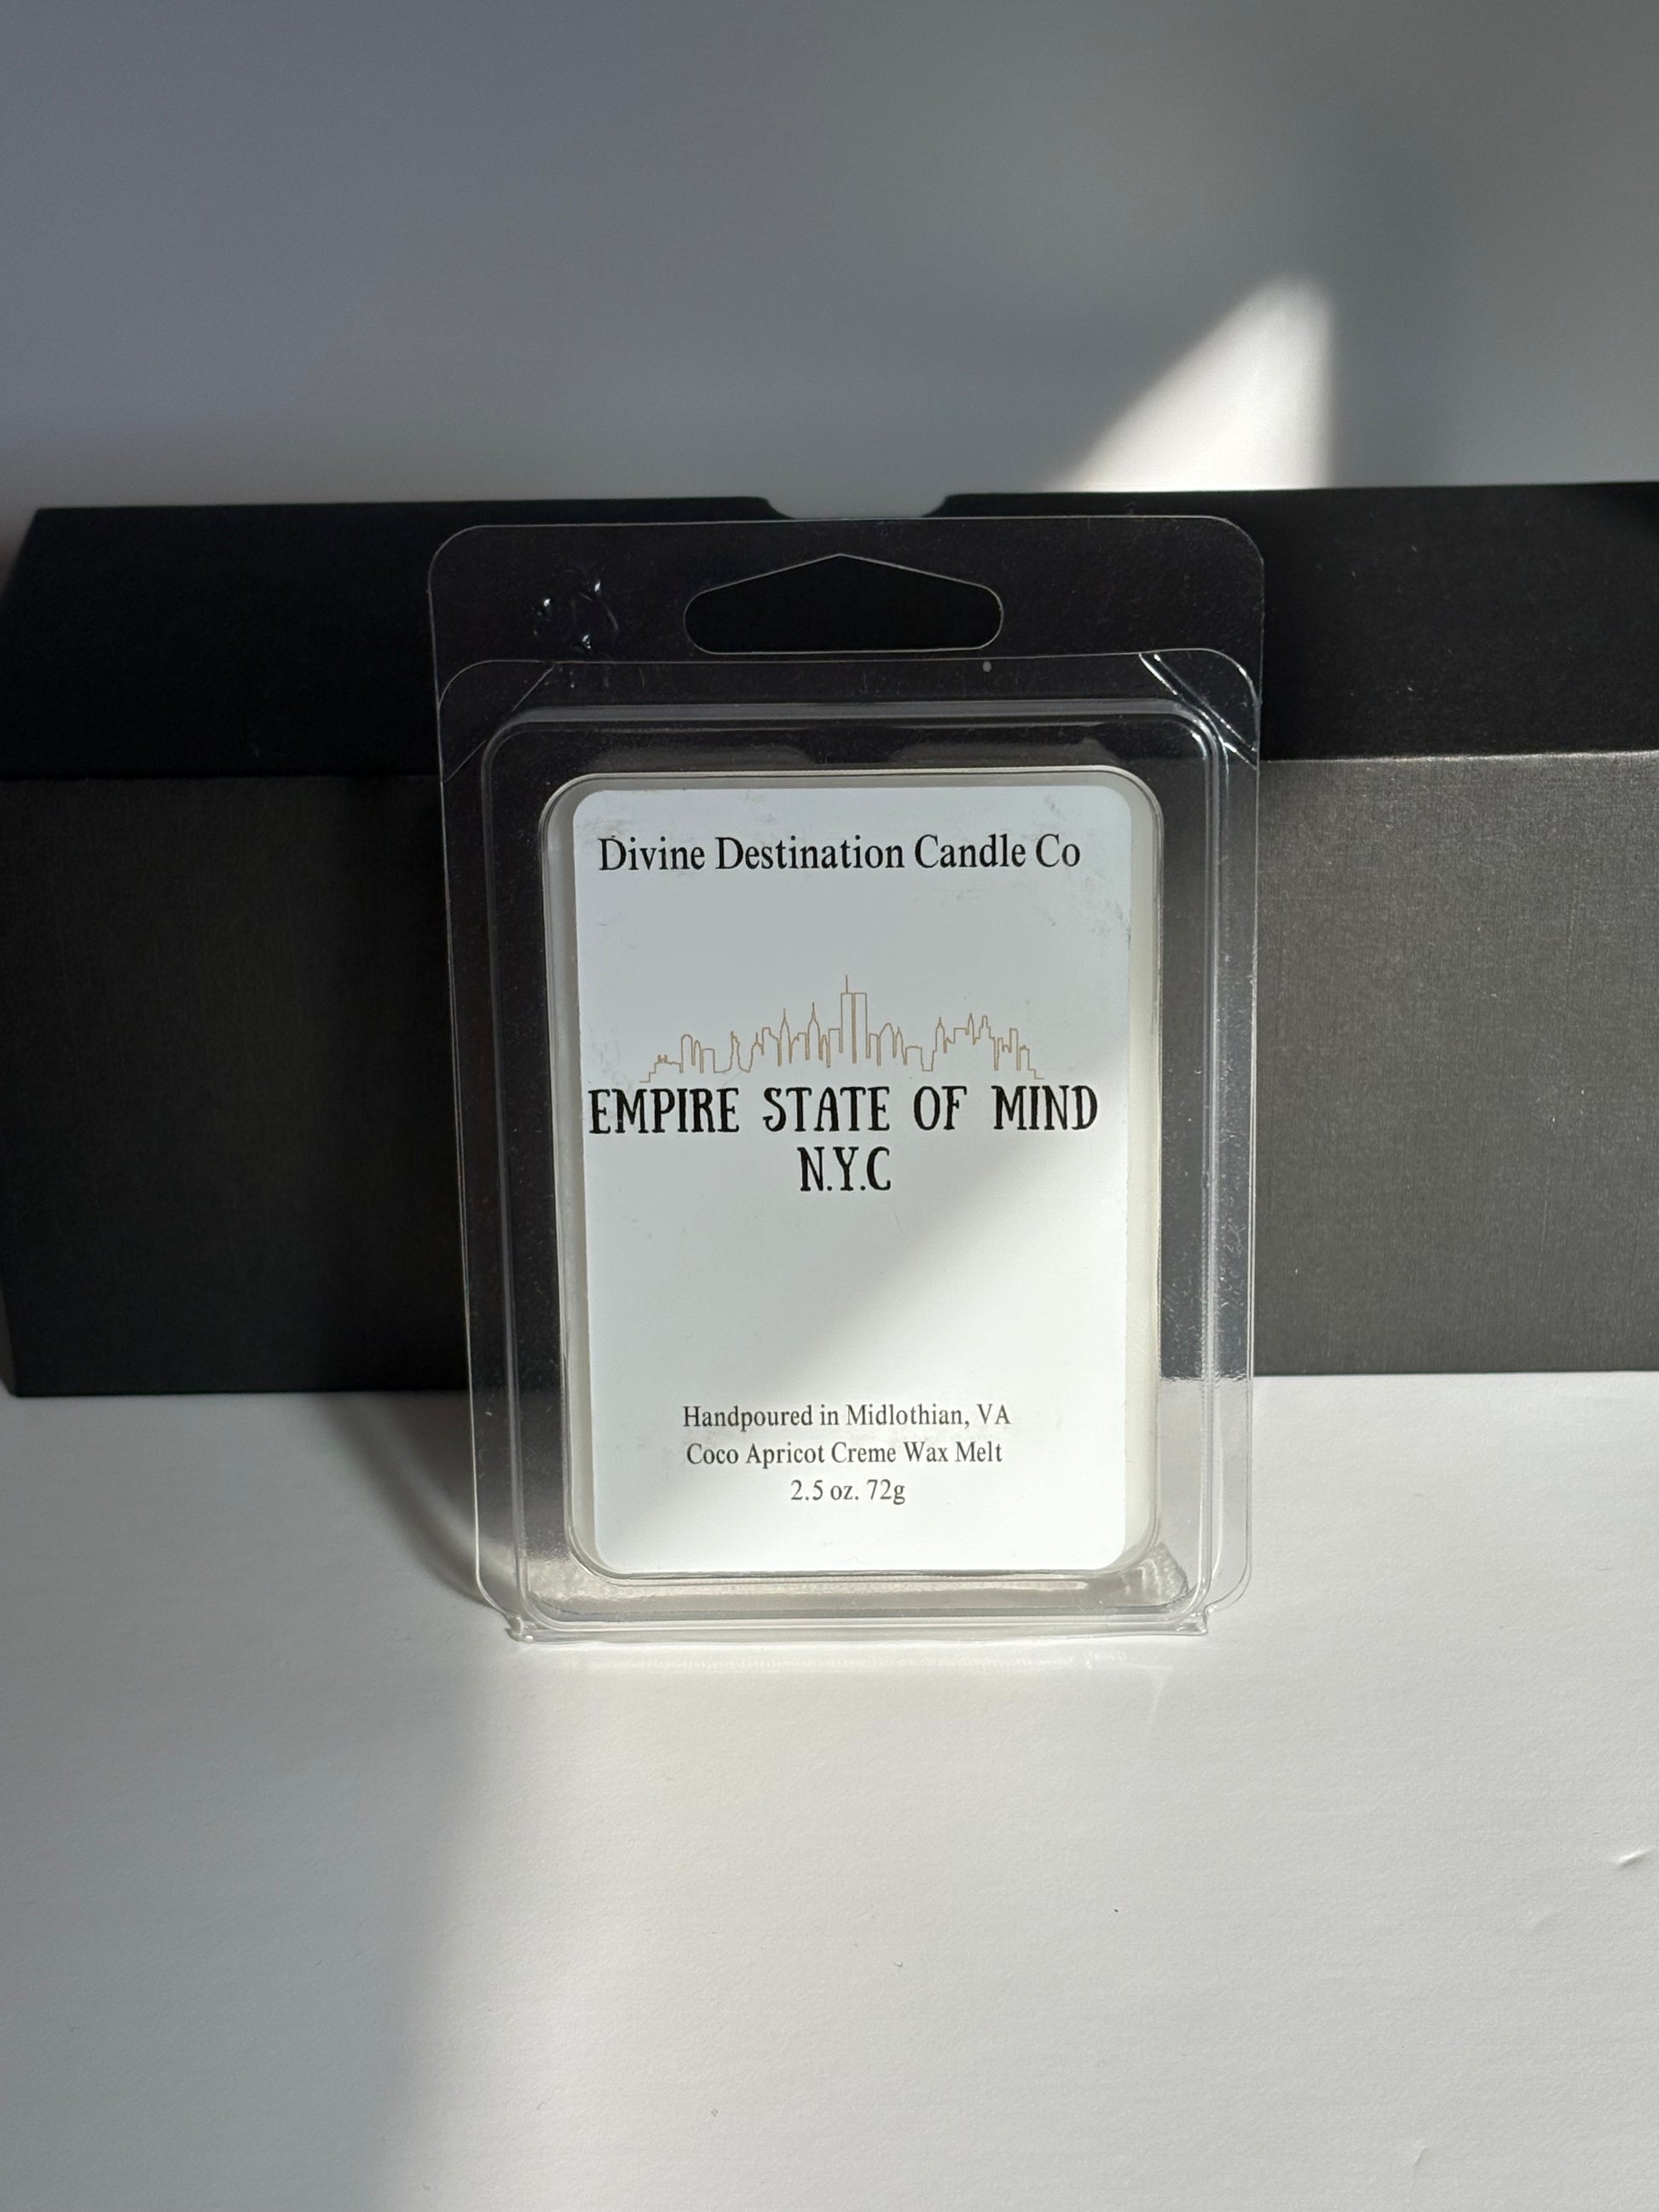 Divine Destination Candle Co
EMPIRE STATE OF MIND
N.Y.C
Handpoured in Midlothian, VA
Coco Apricot Creme Wax Melt
2.5 oz. 72g